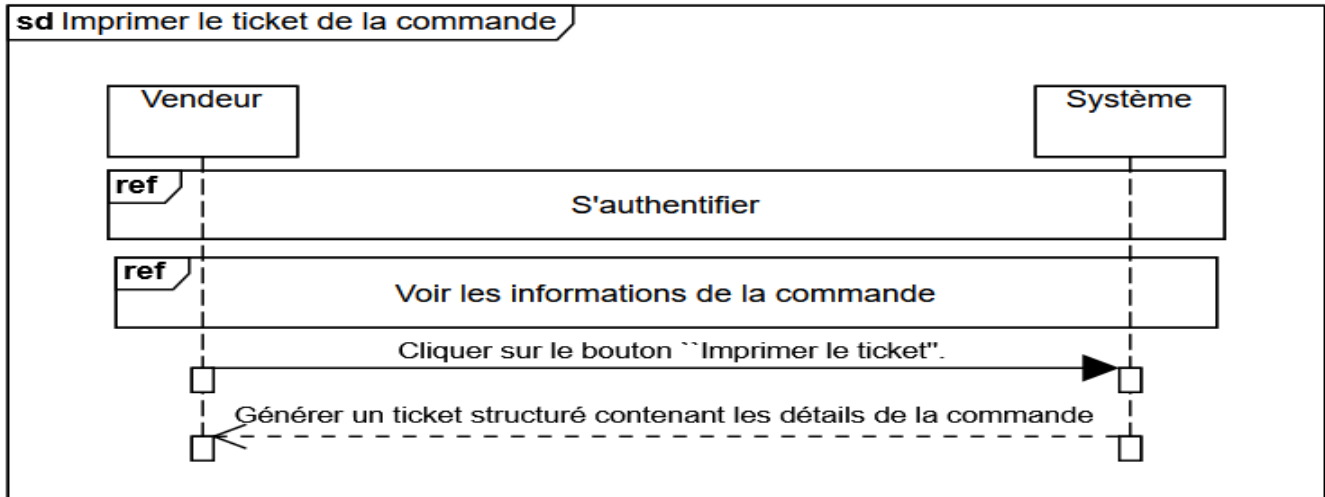 sd Imprimer le ticket de la commande
Vendeur
Système
ref
S'authentifier
ref
Voir les informations de la commande
Cliquer sur le bouton ``Imprimer le ticket".
Générer un ticket structuré contenant les détails de la commande